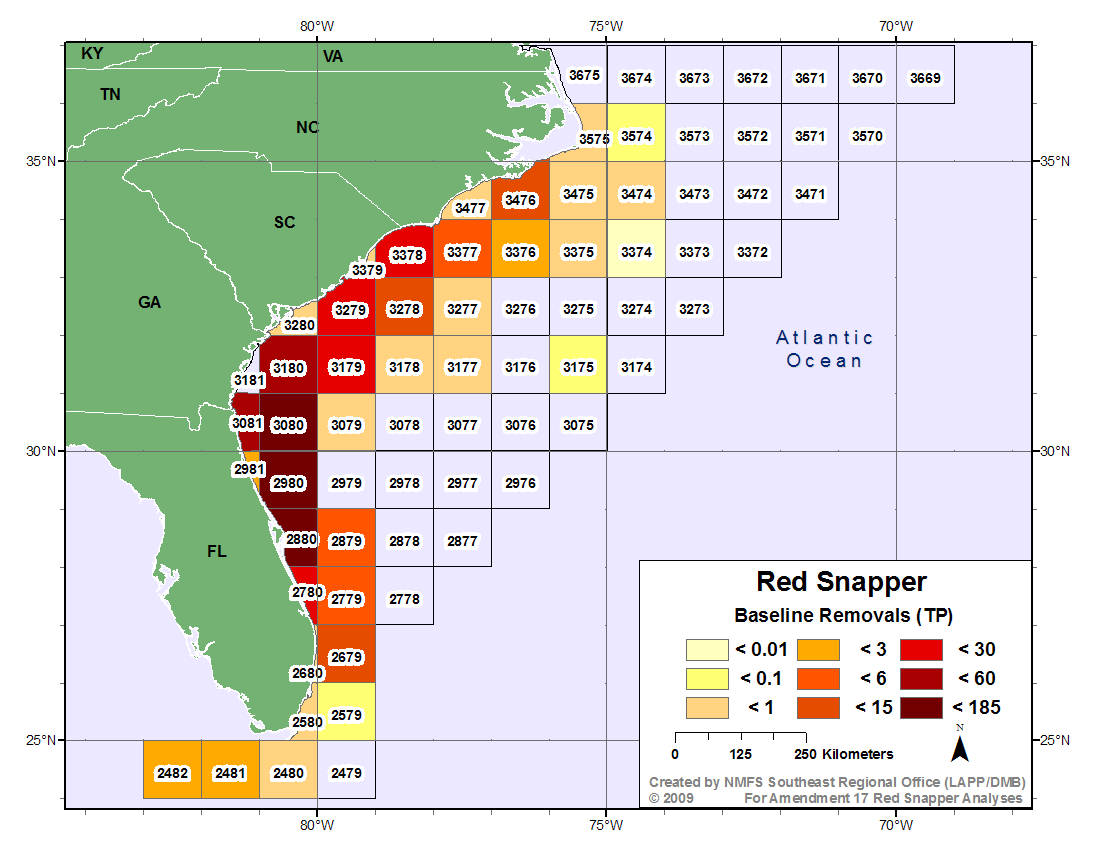 80°W 75°W 70°W
KY VA
3675 3674 3673 3672 3671 3670 3669
TN
NC
3575 3574 3573 3572 3571 3570
35°N 35°N
3477 3476 3475 3474 3473 3472 3471
SC
3379 3378 3377 3376 3375 3374 3373 3372
GA
3280 3279 3278 3277 3276 3275 3274 3273
Atlantic
Ocean
3181 3180 3179 3178 3177 3176 3175 3174
3081 3080 3079 3078 3077 3076 3075
30°N 30°N
2981 2980 2979 2978 2977 2976
FL
2880 2879 2878 2877
2780 2779 2778
2680 2679
2580 2579
25°N 25°N
2482 2481 2480 2479
Red Snapper
Baseline Removals (TP)
< 0.01 < 3 < 30
< 0.1 < 6 < 60
< 1 < 15 < 185
N
0 125 250 Kilometers
Created by NMFS Southeast Regional Office (LAPP/DMB)
© 2009 For Amendment 17 Red Snapper Analyses
80°W 75°W 70°W